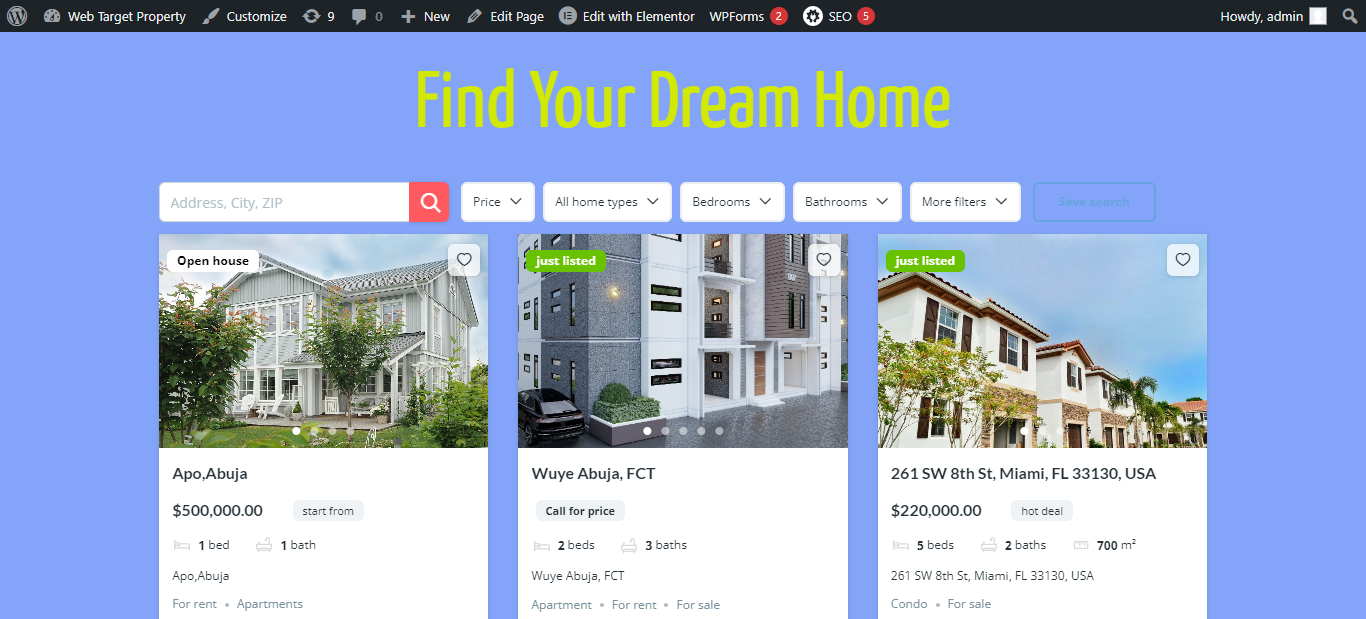 Web Target Property Customize 9 0 New Edit Page Edit with Elementor WPForms 2 SEO 5 Howdy, admin
Find Your Dream Home
Address, City, ZIP Price All home types Bedrooms Bathrooms More filters Save search
Open house just listed just listed
Apo,Abuja Wuye Abuja, FCT 261 SW 8th St, Miami, FL 33130, USA
$500,000.00 start from Call for price $220,000.00 hot deal
1 bed 1 bath 2 beds 3 baths 5 beds 2 baths 700 m²
Apo,Abuja Wuye Abuja, FCT 261 SW 8th St, Miami, FL 33130, USA
For rent • Apartments Apartment • For rent • For sale Condo • For sale